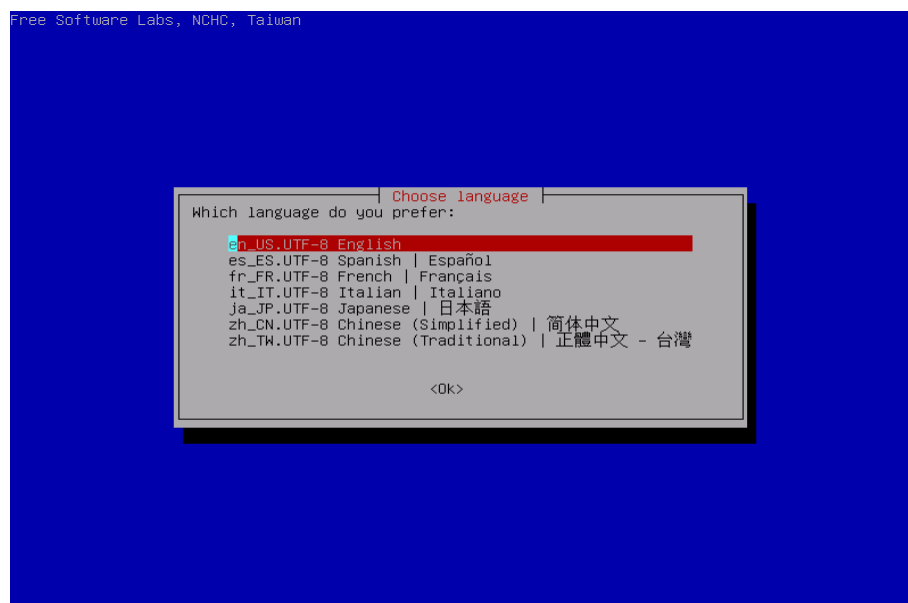 Free Software Labs, NCHC, Taiwan
Choose language
Which language do you prefer:
en_US.UTF-8 English
es_ES.UTF-8 Spanish | Español
fr_FR.UTF-8 French | Français
it_IT.UTF-8 Italian | Italiano
ja_JP.UTF-8 Japanese | 日本語
zh_CN.UTF-8 Chinese (Simplified) | 简体中文
zh_TW.UTF-8 Chinese (Traditional) | 正體中文 - 台灣
<Ok>